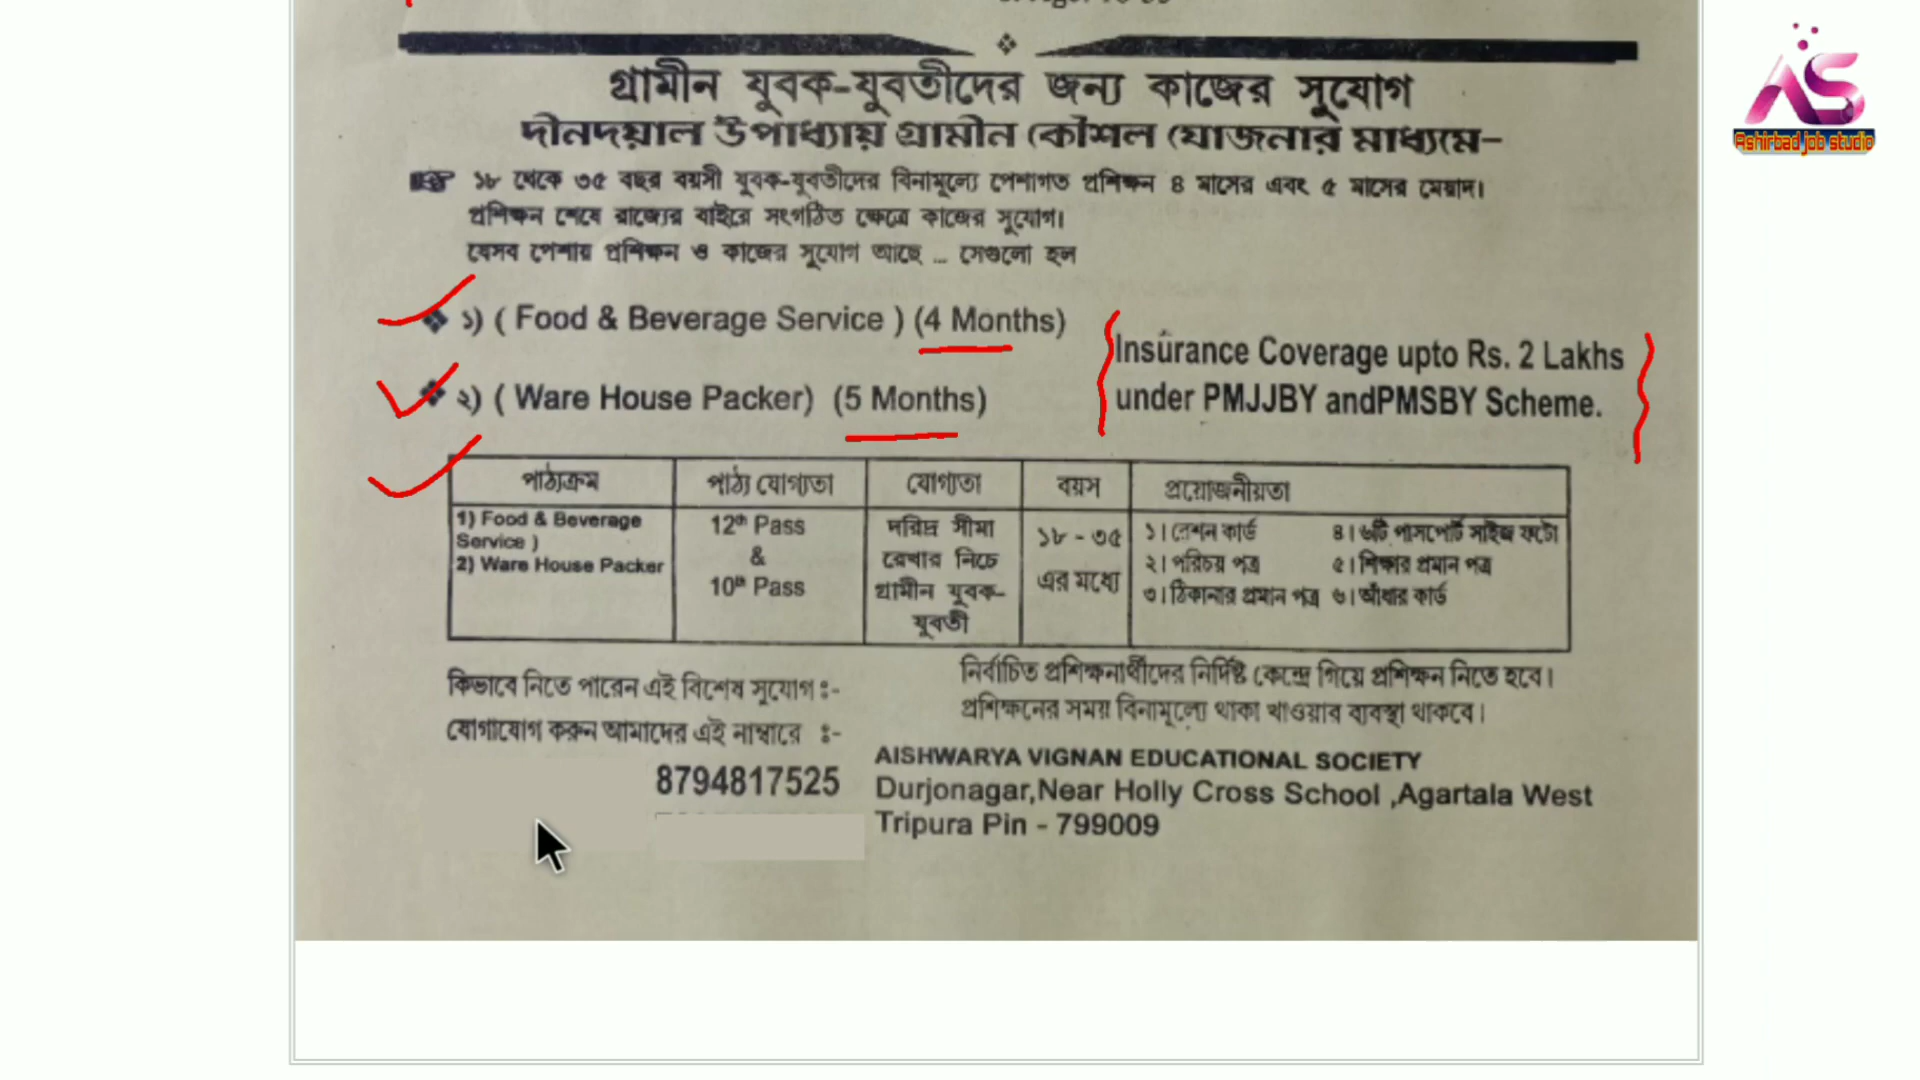 গ্রামীন যুবক-যুবতীদের জন্য কাজের সুযোগ
দীনদয়াল উপাধ্যায় গ্রামীন কৌশল যোজনার মাধ্যমে-
১৮ থেকে ৩৫ বছর বয়সী যুবক-যুবতীদের বিনামূল্যে পেশাগত প্রশিক্ষন ৪ মাসের এবং ৫ মাসের মেয়াদ।
প্রশিক্ষন শেষে রাজ্যের বাইরে সংগঠিত ক্ষেত্রে কাজের সুযোগ।
যেসব পেশায় প্রশিক্ষন ও কাজের সুযোগ আছে ... সেগুলো হল
১) ( Food & Beverage Service ) (4 Months)
২) ( Ware House Packer) (5 Months)
Insurance Coverage upto Rs. 2 Lakhs
under PMJJBY andPMSBY Scheme.
পাঠ্যক্রম পাঠ্য যোগ্যতা যোগ্যতা বয়স প্রয়োজনীয়তা
1) Food & Beverage
Service )
2) Ware House Packer
12th Pass
&
10th Pass
দরিদ্র সীমা
রেখার নিচে
গ্রামীন যুবক-
যুবতী
১৮ - ৩৫
এর মধ্যে
১। রেশন কার্ড ৪। ৬টি পাসপোর্ট সাইজ ফটো
২। পরিচয় পত্র ৫। শিক্ষার প্রমান পত্র
৩। ঠিকানার প্রমান পত্র ৬। আঁধার কার্ড
কিভাবে নিতে পারেন এই বিশেষ সুযোগ :-
যোগাযোগ করুন আমাদের এই নাম্বারে :-
8794817525
নির্বাচিত প্রশিক্ষনার্থীদের নির্দিষ্ট কেন্দ্রে গিয়ে প্রশিক্ষন নিতে হবে।
প্রশিক্ষনের সময় বিনামূল্যে থাকা খাওয়ার ব্যবস্থা থাকবে।
AISHWARYA VIGNAN EDUCATIONAL SOCIETY
Durjonagar,Near Holly Cross School ,Agartala West
Tripura Pin - 799009
AS
Ashirbad job studio